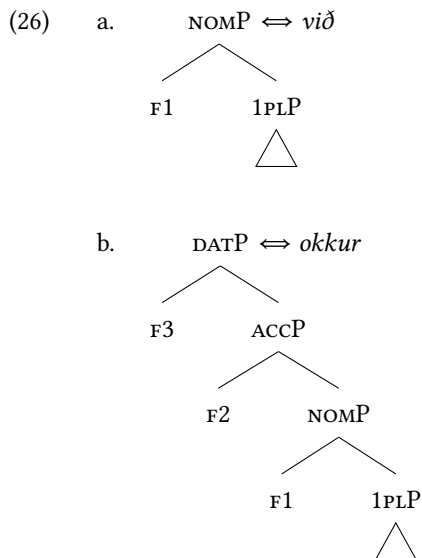 (26) a. NOMP ⇔ við
F1 1PLP
b. DATP ⇔ okkur
F3 ACCP
F2 NOMP
F1 1PLP